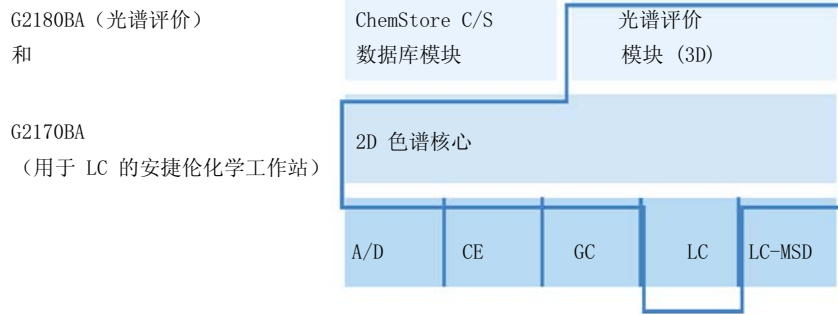 G2180BA（光谱评价）
和
G2170BA
（用于 LC 的安捷伦化学工作站）
ChemStore C/S
数据库模块
光谱评价
模块 (3D)
2D 色谱核心
A/D
CE
GC
LC
LC-MSD